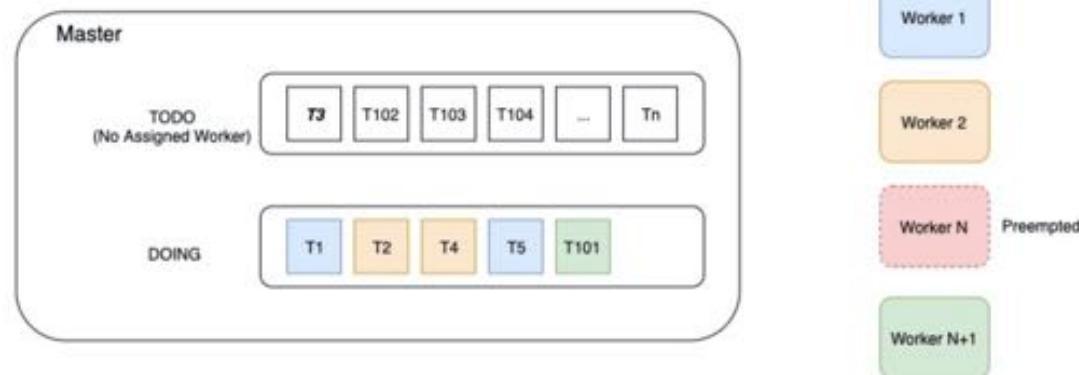 Master
TODO
(No Assigned Worker)
T3 T102 T103 T104 ... Tn
DOING
T1 T2 T4 T5 T101
Worker 1
Worker 2
Worker N Preempted
Worker N+1